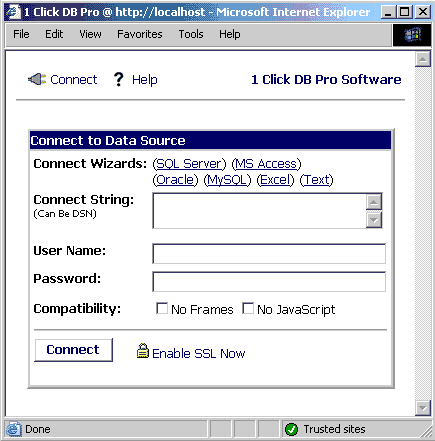 1 Click DB Pro @ http://localhost - Microsoft Internet Explorer
File Edit View Favorites Tools Help
Connect ? Help 1 Click DB Pro Software
Connect to Data Source
Connect Wizards: (SQL Server) (MS Access)
(Oracle) (MySQL) (Excel) (Text)
Connect String:
(Can Be DSN)
User Name:
Password:
Compatibility: No Frames No JavaScript
Connect Enable SSL Now
Done Trusted sites